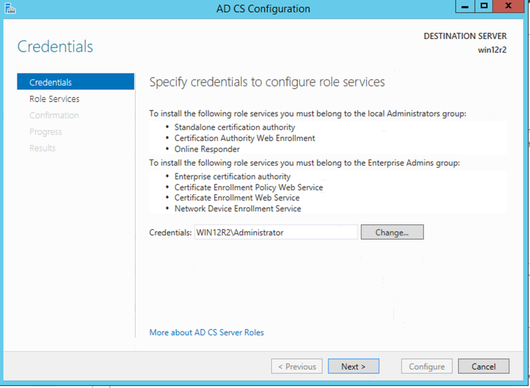 AD CS Configuration
Credentials
DESTINATION SERVER
win12r2
Credentials
Role Services
Confirmation
Progress
Results
Specify credentials to configure role services
To install the following role services you must belong to the local Administrators group:
• Standalone certification authority
• Certification Authority Web Enrollment
• Online Responder
To install the following role services you must belong to the Enterprise Admins group:
• Enterprise certification authority
• Certificate Enrollment Policy Web Service
• Certificate Enrollment Web Service
• Network Device Enrollment Service
Credentials: WIN12R2\Administrator Change...
More about AD CS Server Roles
< Previous Next > Configure Cancel